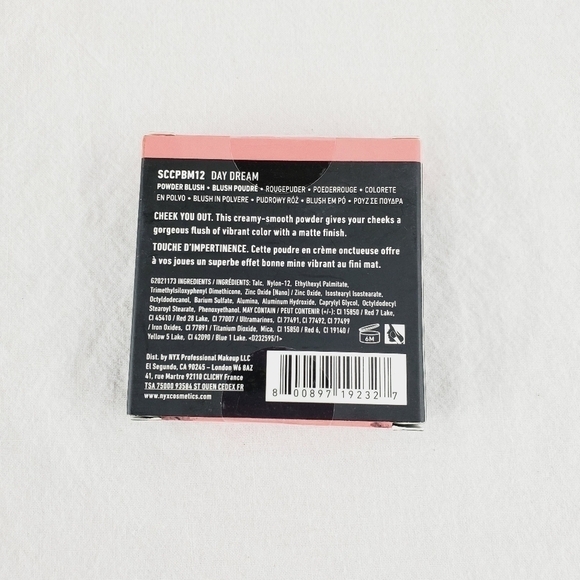 SCCPBM12 DAY DREAM
POWDER BLUSH • BLUSH POUDRÉ • ROUGEPUDER • POEDERROUGE • COLORETE
EN POLVO • BLUSH IN POLVERE • PUDROWY RÓŻ • BLUSH EM PÓ • ΡΟΥΖ ΣΕ ΠΟΥΔΡΑ
CHEEK YOU OUT. This creamy-smooth powder gives your cheeks a
gorgeous flush of vibrant color with a matte finish.
TOUCHE D'IMPERTINENCE. Cette poudre en crème onctueuse offre
à vos joues un superbe effet bonne mine vibrant au fini mat.
G2021173 INGREDIENTS / INGRÉDIENTS: Talc, Nylon-12, Ethylhexyl Palmitate,
Trimethylsiloxyphenyl Dimethicone, Zinc Oxide [Nano] / Zinc Oxide, Isostearyl Isostearate,
Octyldodecanol, Barium Sulfate, Alumina, Aluminum Hydroxide, Caprylyl Glycol, Octyldodecyl
Stearoyl Stearate, Phenoxyethanol, MAY CONTAIN / PEUT CONTENIR (+/-): CI 15850 / Red 7 Lake,
CI 45410 / Red 28 Lake, CI 77007 / Ultramarines, CI 77491, CI 77492, CI 77499
/ Iron Oxides, CI 77891 / Titanium Dioxide, Mica, CI 15850 / Red 6, CI 19140 /
Yellow 5 Lake, CI 42090 / Blue 1 Lake. <D232595/1>
6M
Dist. by NYX Professional Makeup LLC
El Segundo, CA 90245 – London W6 8AZ
41, rue Martre 92110 CLICHY France
TSA 75000 93584 ST OUEN CEDEX FR
www.nyxcosmetics.com
8 00897 19232 7